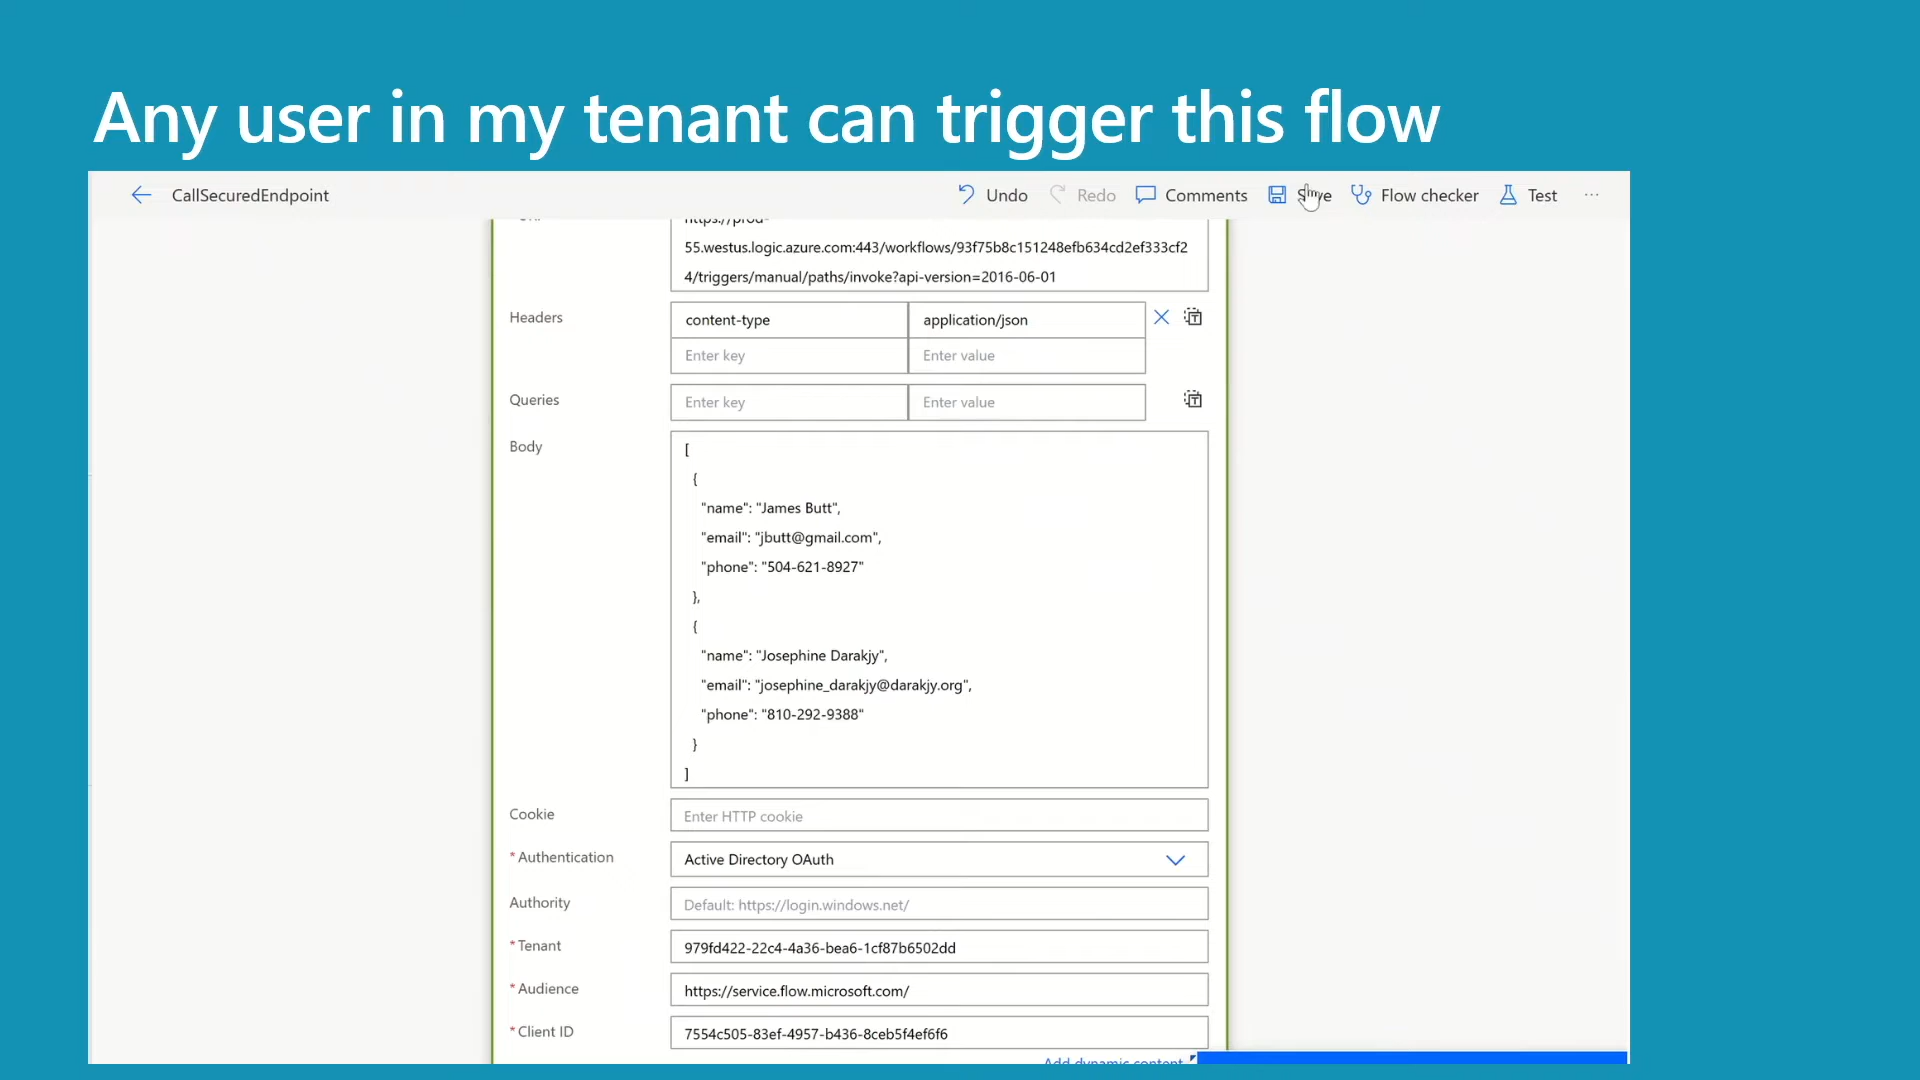 Any user in my tenant can trigger this flow
CallSecuredEndpoint
Undo Redo Comments Save Flow checker Test ...
https://prod-
55.westus.logic.azure.com:443/workflows/93f75b8c151248efb634cd2ef333cf2
4/triggers/manual/paths/invoke?api-version=2016-06-01
Headers content-type application/json
Enter key Enter value
Queries Enter key Enter value
Body [
{
"name": "James Butt",
"email": "jbutt@gmail.com",
"phone": "504-621-8927"
},
{
"name": "Josephine Darakjy",
"email": "josephine_darakjy@darakjy.org",
"phone": "810-292-9388"
}
]
Cookie Enter HTTP cookie
* Authentication Active Directory OAuth
Authority Default: https://login.windows.net/
* Tenant 979fd422-22c4-4a36-bea6-1cf87b6502dd
* Audience https://service.flow.microsoft.com/
* Client ID 7554c505-83ef-4957-b436-8ceb5f4ef6f6
Add dynamic content